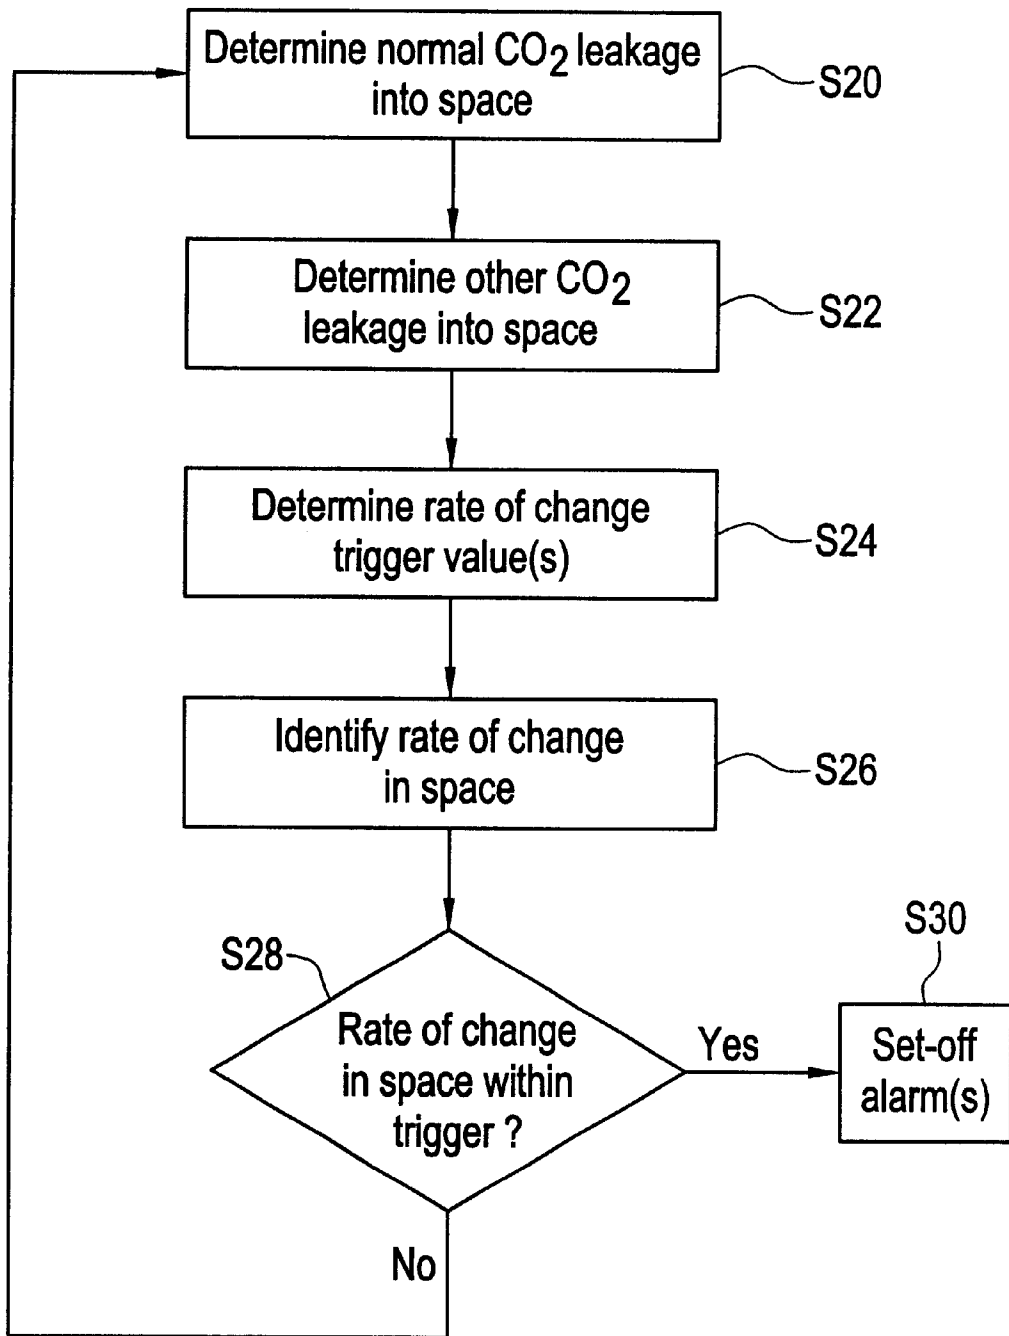 Determine normal CO2 leakage
into space
S20
Determine other CO2
leakage into space
S22
Determine rate of change
trigger value(s)
S24
Identify rate of change
in space
S26
S28
Rate of change
in space within
trigger ?
Yes
S30
Set-off
alarm(s)
No